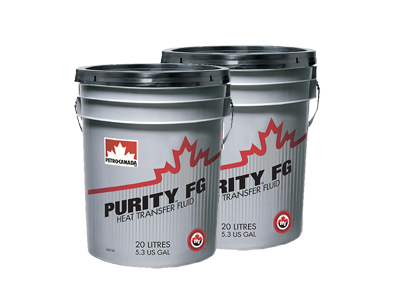 PETRO-CANADA
PURITY FG
HEAT TRANSFER FLUID
20 LITRES
5.3 US GAL
PURITY FG
HEAT TRANSFER FLUID
20 LITRES
5.3 US GAL